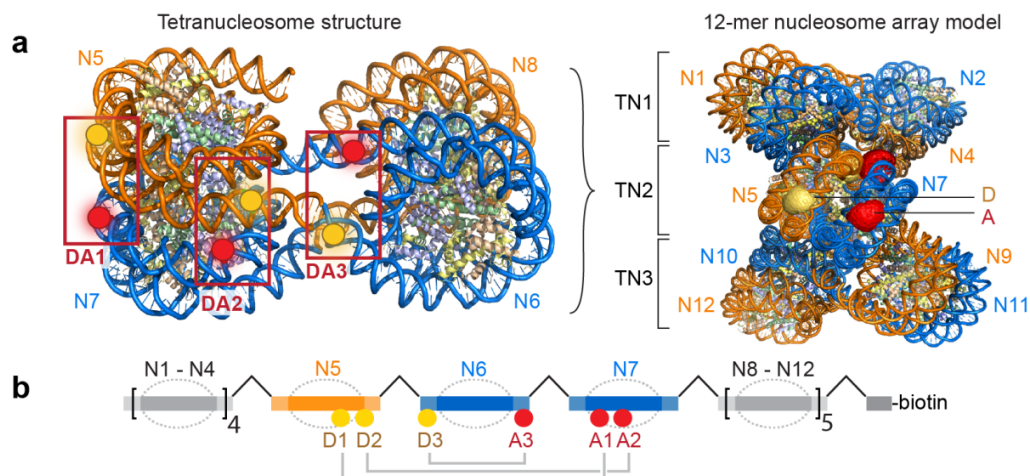 Tetranucleosome structure
12-mer nucleosome array model
a
N5
N8
DA1
DA2
DA3
N7
N6
TN1
TN2
TN3
N1
N2
N3
N4
N5
N7
D
A
N10
N9
N12
N11
b
N1 - N4
N5
N6
N7
N8 - N12
[ ]4
[ ]5
-biotin
D1 D2 D3 A3 A1 A2